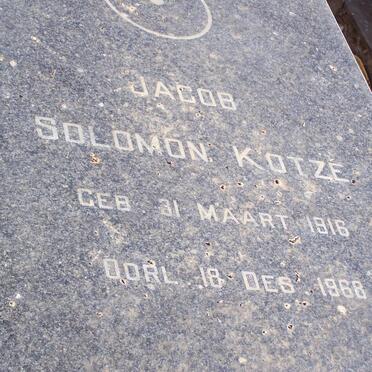 JACOB
SOLOMON KOTZE
GEB 31 MAART 1916
OORL 18 DES 1968